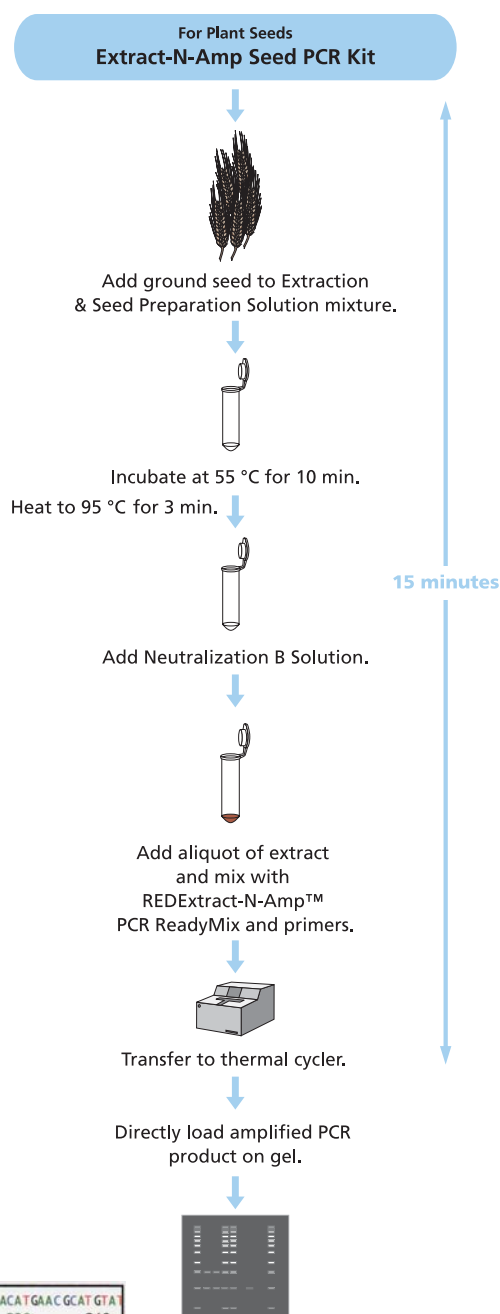 For Plant Seeds
Extract-N-Amp Seed PCR Kit
Add ground seed to Extraction
& Seed Preparation Solution mixture.
Incubate at 55 °C for 10 min.
Heat to 95 °C for 3 min.
15 minutes
Add Neutralization B Solution.
Add aliquot of extract
and mix with
REDExtract-N-Amp™
PCR ReadyMix and primers.
Transfer to thermal cycler.
Directly load amplified PCR
product on gel.
ACATGAACGCATGTAT